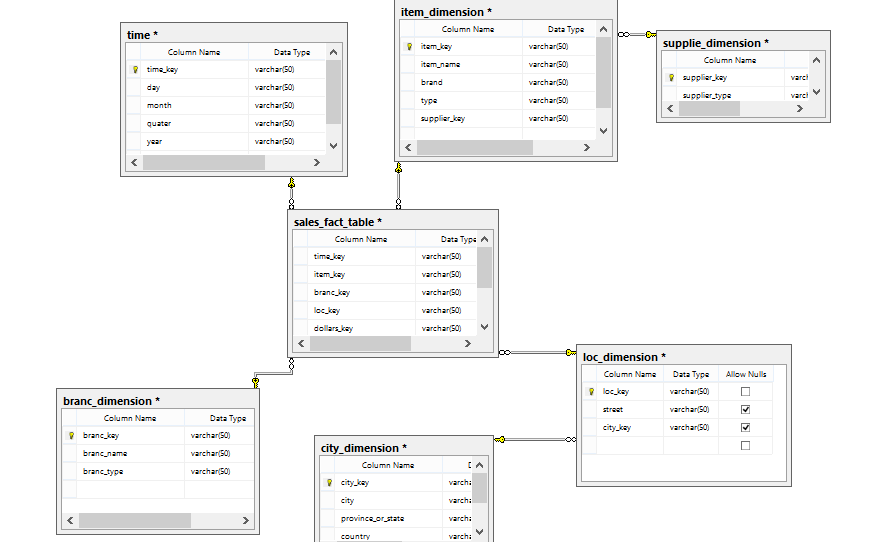 time *
Column Name Data Type
time_key varchar(50)
day varchar(50)
month varchar(50)
quater varchar(50)
year varchar(50)
item_dimension *
Column Name Data Type
item_key varchar(50)
item_name varchar(50)
brand varchar(50)
type varchar(50)
supplier_key varchar(50)
supplie_dimension *
Column Name
supplier_key varch
supplier_type varch
sales_fact_table *
Column Name Data Type
time_key varchar(50)
item_key varchar(50)
branc_key varchar(50)
loc_key varchar(50)
dollars_key varchar(50)
loc_dimension *
Column Name Data Type Allow Nulls
loc_key varchar(50)
street varchar(50)
city_key varchar(50)
branc_dimension *
Column Name Data Type
branc_key varchar(50)
branc_name varchar(50)
branc_type varchar(50)
city_dimension *
Column Name
city_key varcha
city varcha
province_or_state varcha
country varcha